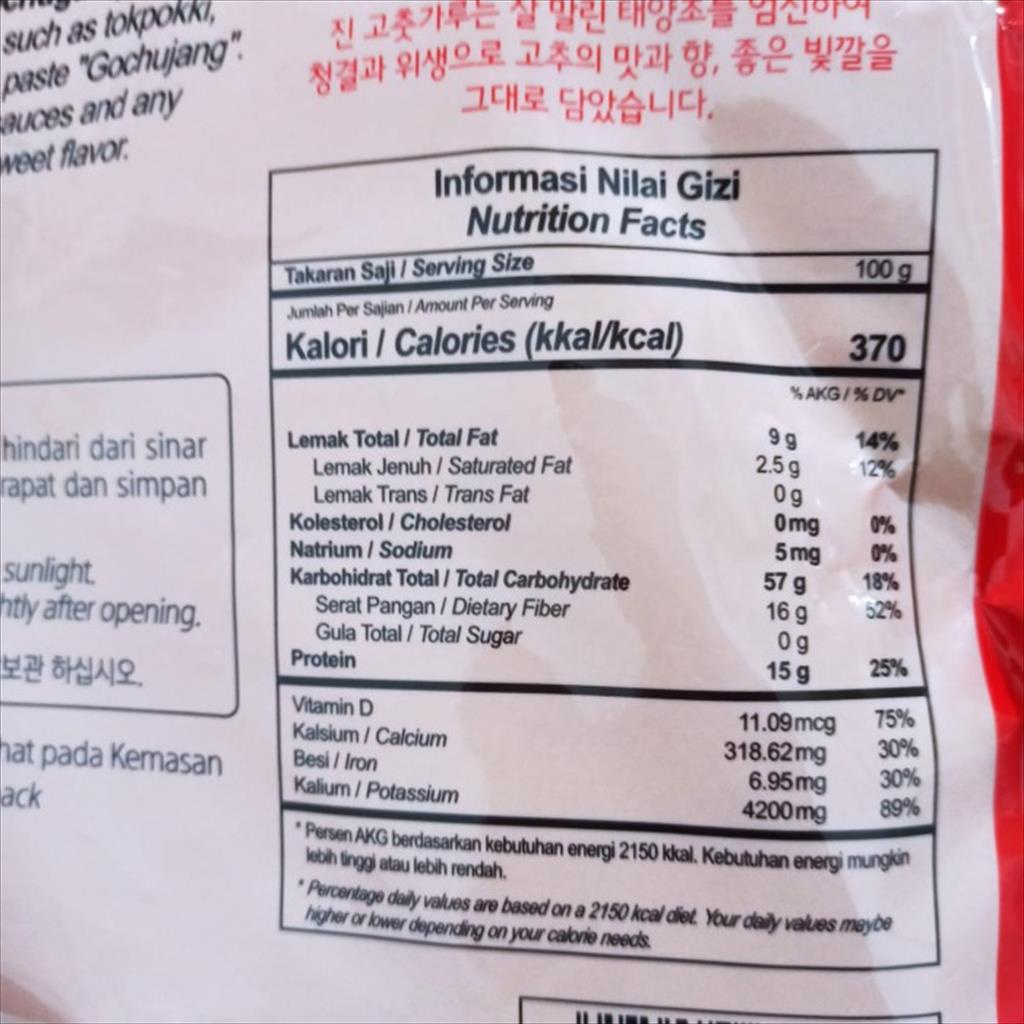 such as tokpokki,
paste "Gochujang".
auces and any
weet flavor.
진 고춧가루는 잘 말린 태양초를 엄선하여
청결과 위생으로 고추의 맛과 향, 좋은 빛깔을
그대로 담았습니다.
Informasi Nilai Gizi
Nutrition Facts
Takaran Saji / Serving Size 100 g
Jumlah Per Sajian / Amount Per Serving
Kalori / Calories (kkal/kcal) 370
% AKG / % DV*
Lemak Total / Total Fat 9 g 14%
Lemak Jenuh / Saturated Fat 2.5 g 12%
Lemak Trans / Trans Fat 0 g
Kolesterol / Cholesterol 0 mg 0%
Natrium / Sodium 5 mg 0%
Karbohidrat Total / Total Carbohydrate 57 g 18%
Serat Pangan / Dietary Fiber 16 g 52%
Gula Total / Total Sugar 0 g
Protein 15 g 25%
Vitamin D 11.09 mcg 75%
Kalsium / Calcium 318.62 mg 30%
Besi / Iron 6.95 mg 30%
Kalium / Potassium 4200 mg 89%
* Persen AKG berdasarkan kebutuhan energi 2150 kkal. Kebutuhan energi mungkin
lebih tinggi atau lebih rendah.
* Percentage daily values are based on a 2150 kcal diet. Your daily values maybe
higher or lower depending on your calorie needs.
hindari dari sinar
rapat dan simpan
sunlight.
htly after opening.
보관 하십시오.
hat pada Kemasan
ack